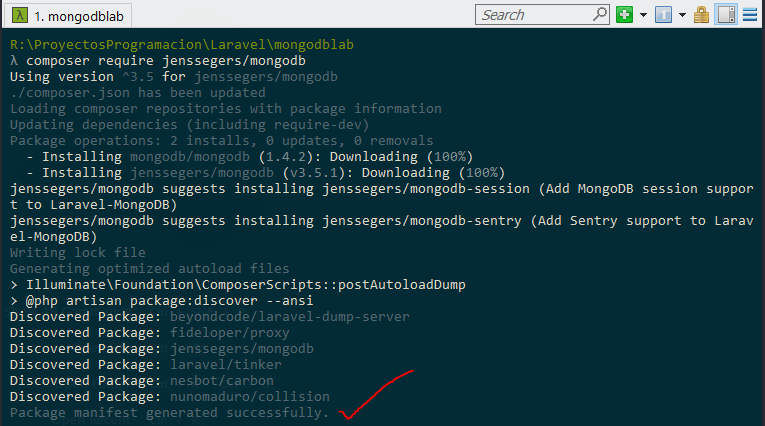 1. mongodblab
Search
R:\ProyectosProgramacion\Laravel\mongodblab
λ composer require jenssegers/mongodb
Using version ^3.5 for jenssegers/mongodb
./composer.json has been updated
Loading composer repositories with package information
Updating dependencies (including require-dev)
Package operations: 2 installs, 0 updates, 0 removals
  - Installing mongodb/mongodb (1.4.2): Downloading (100%)
  - Installing jenssegers/mongodb (v3.5.1): Downloading (100%)
jenssegers/mongodb suggests installing jenssegers/mongodb-session (Add MongoDB session suppor
t to Laravel-MongoDB)
jenssegers/mongodb suggests installing jenssegers/mongodb-sentry (Add Sentry support to Larav
el-MongoDB)
Writing lock file
Generating optimized autoload files
> Illuminate\Foundation\ComposerScripts::postAutoloadDump
> @php artisan package:discover --ansi
Discovered Package: beyondcode/laravel-dump-server
Discovered Package: fideloper/proxy
Discovered Package: jenssegers/mongodb
Discovered Package: laravel/tinker
Discovered Package: nesbot/carbon
Discovered Package: nunomaduro/collision
Package manifest generated successfully.